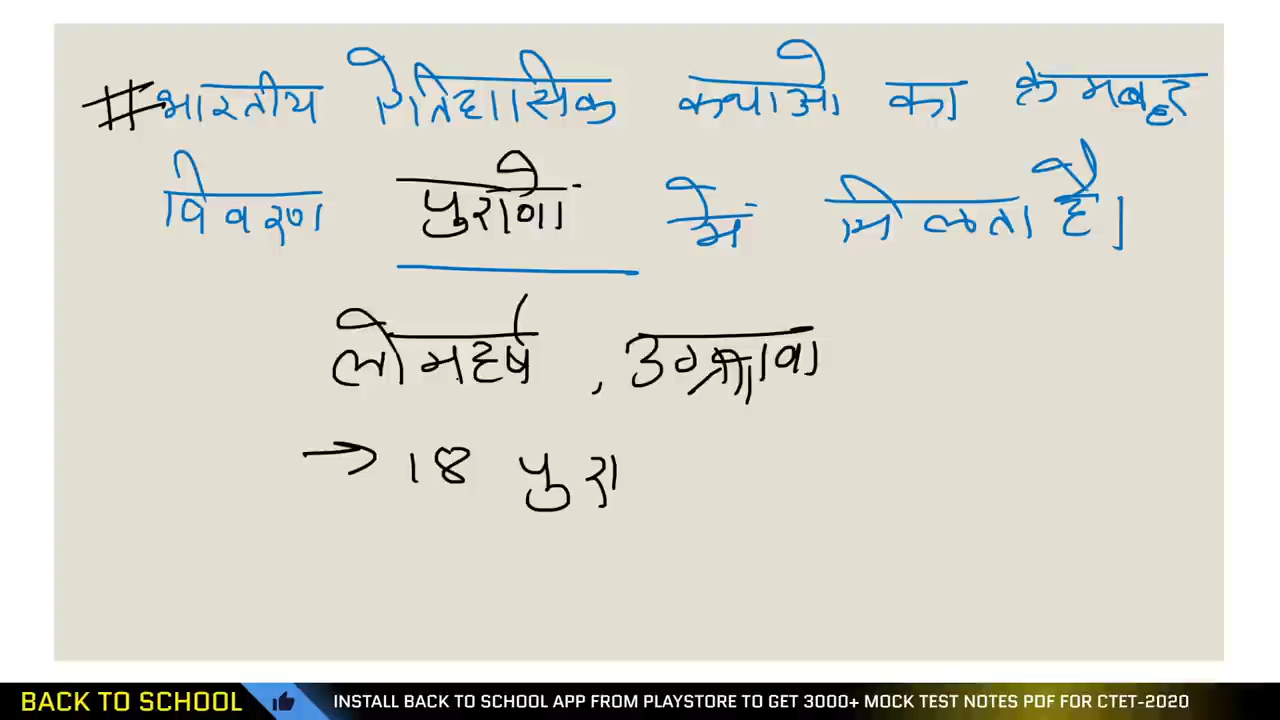 # भारतीय ऐतिहासिक कथाओ का क्रमबद्ध
विवरण पुराणों में मिलता है।
लोमहर्ष , उग्रश्रवा
→ 18 पुरा
BACK TO SCHOOL INSTALL BACK TO SCHOOL APP FROM PLAYSTORE TO GET 3000+ MOCK TEST NOTES PDF FOR CTET-2020